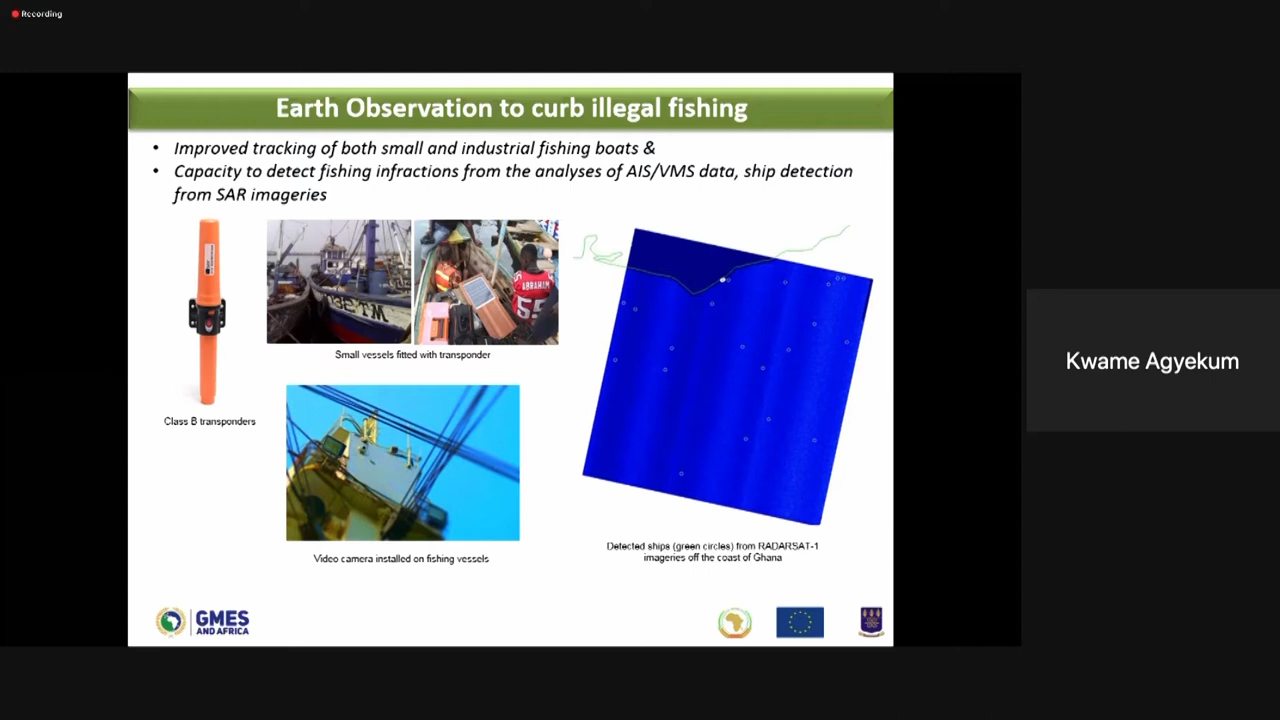 Recording
Earth Observation to curb illegal fishing
• Improved tracking of both small and industrial fishing boats &
• Capacity to detect fishing infractions from the analyses of AIS/VMS data, ship detection
from SAR imageries
ABRAHAM
55
Small vessels fitted with transponder
Class B transponders
Kwame Agyekum
Video camera installed on fishing vessels
Detected ships (green circles) from RADARSAT-1
imageries off the coast of Ghana
GMES
AND AFRICA